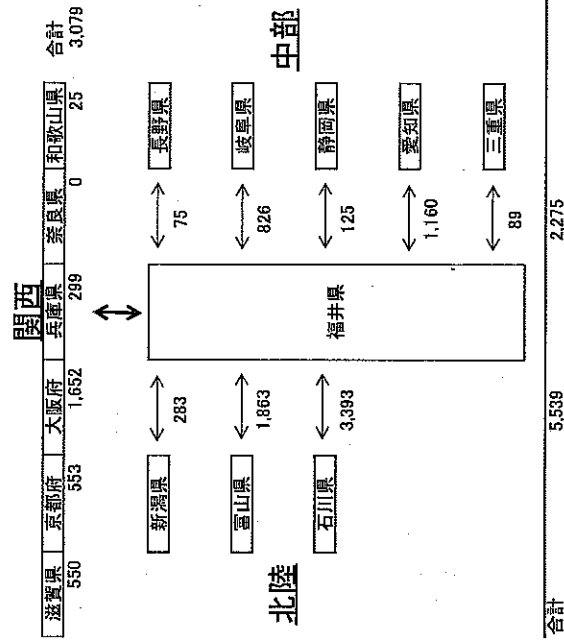 関西
滋賀県 京都府 大阪府 兵庫県 奈良県 和歌山県 合計
550 553 1,652 299 0 25 3,079
北陸
中部
新潟県 283
富山県 1,863
石川県 3,393
福井県
75 長野県
826 岐阜県
125 静岡県
1,160 愛知県
89 三重県
合計 5,539 2,275